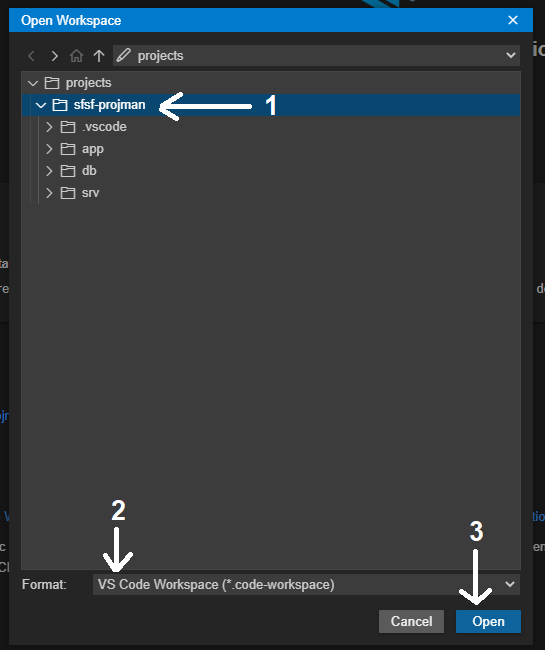 Open Workspace
projects
projects
sfsf-projman
1
.vscode
app
db
srv
2
3
Format:
VS Code Workspace (*.code-workspace)
Cancel
Open